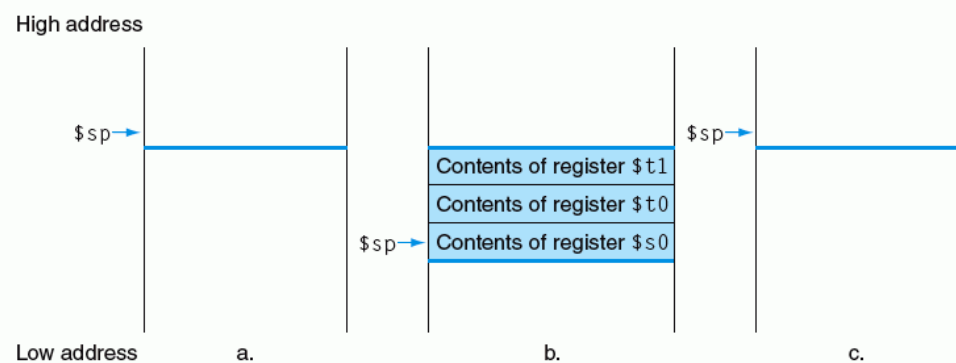 High address
$sp
$sp
Contents of register $t1
Contents of register $t0
$sp
Contents of register $s0
Low address
a.
b.
c.